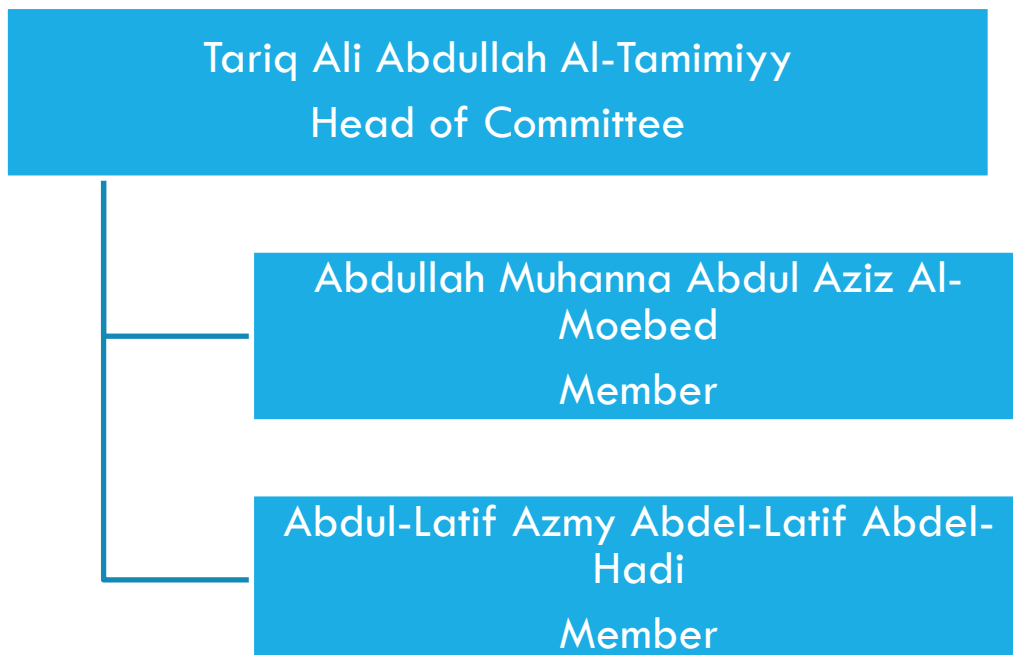 Tariq Ali Abdullah Al-Tamimiyy
Head of Committee
Abdullah Muhanna Abdul Aziz Al-
Moebed
Member
Abdul-Latif Azmy Abdel-Latif Abdel-
Hadi
Member